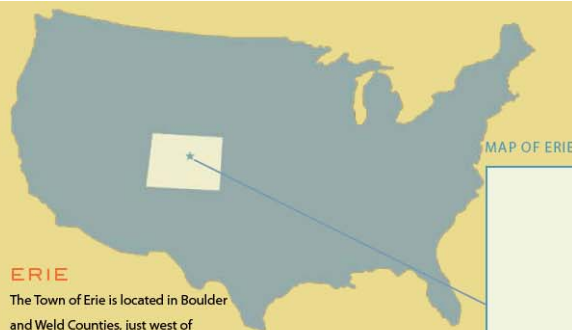 MAP OF ERIE
ERIE
The Town of Erie is located in Boulder
and Weld Counties, just west of